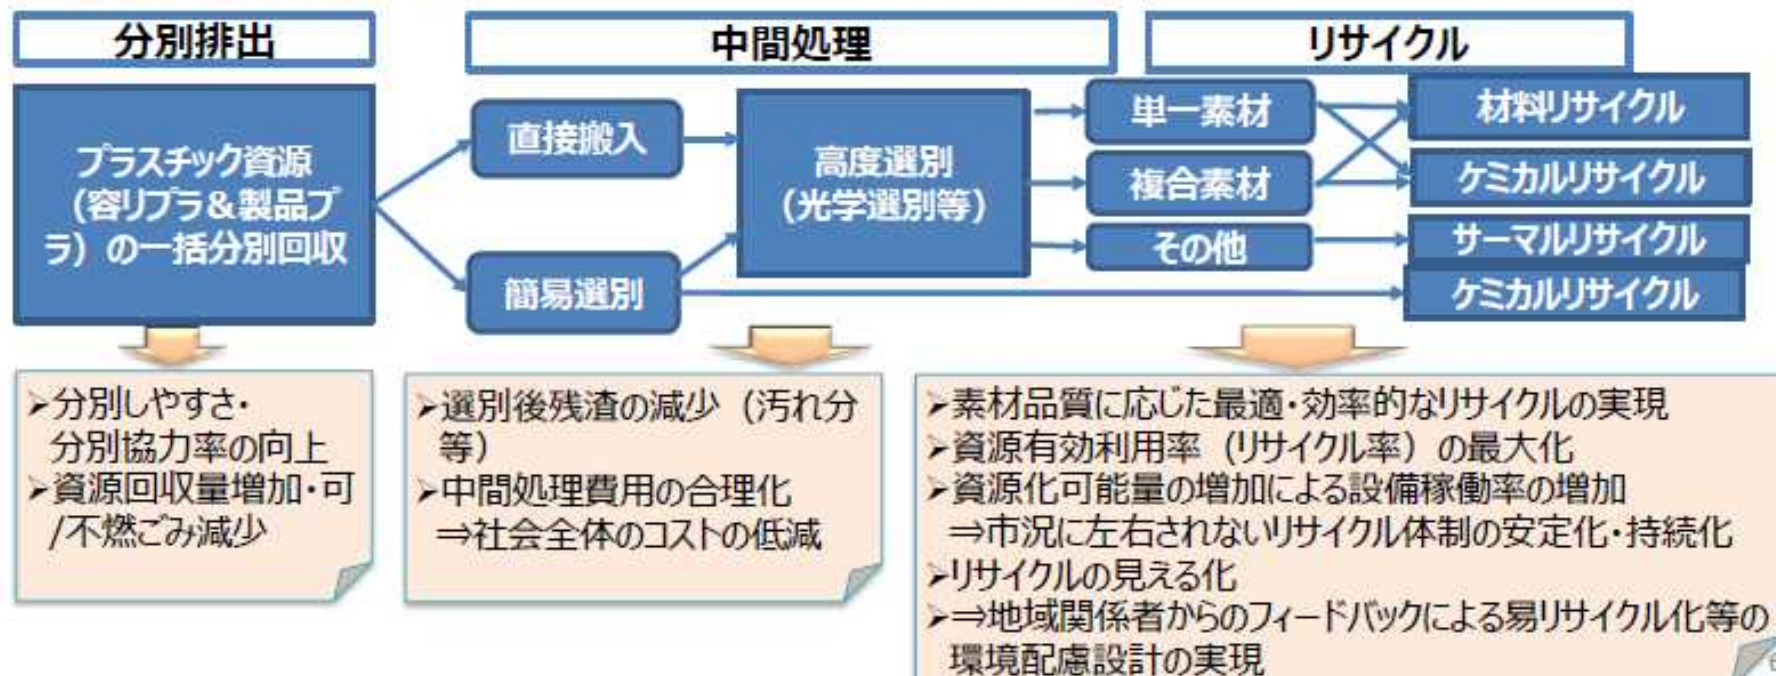 分別排出
中間処理
リサイクル
プラスチック資源
(容リプラ&製品プ
ラ)の一括分別回収
直接搬入
簡易選別
高度選別
(光学選別等)
単一素材
複合素材
その他
材料リサイクル
ケミカルリサイクル
サーマルリサイクル
ケミカルリサイクル
➢分別しやすさ・
分別協力率の向上
➢資源回収量増加・可
/不燃ごみ減少
➢選別後残渣の減少(汚れ分
等)
➢中間処理費用の合理化
⇒社会全体のコストの低減
➢素材品質に応じた最適・効率的なリサイクルの実現
➢資源有効利用率(リサイクル率)の最大化
➢資源化可能量の増加による設備稼働率の増加
⇒市況に左右されないリサイクル体制の安定化・持続化
➢リサイクルの見える化
➢⇒地域関係者からのフィードバックによる易リサイクル化等の
環境配慮設計の実現